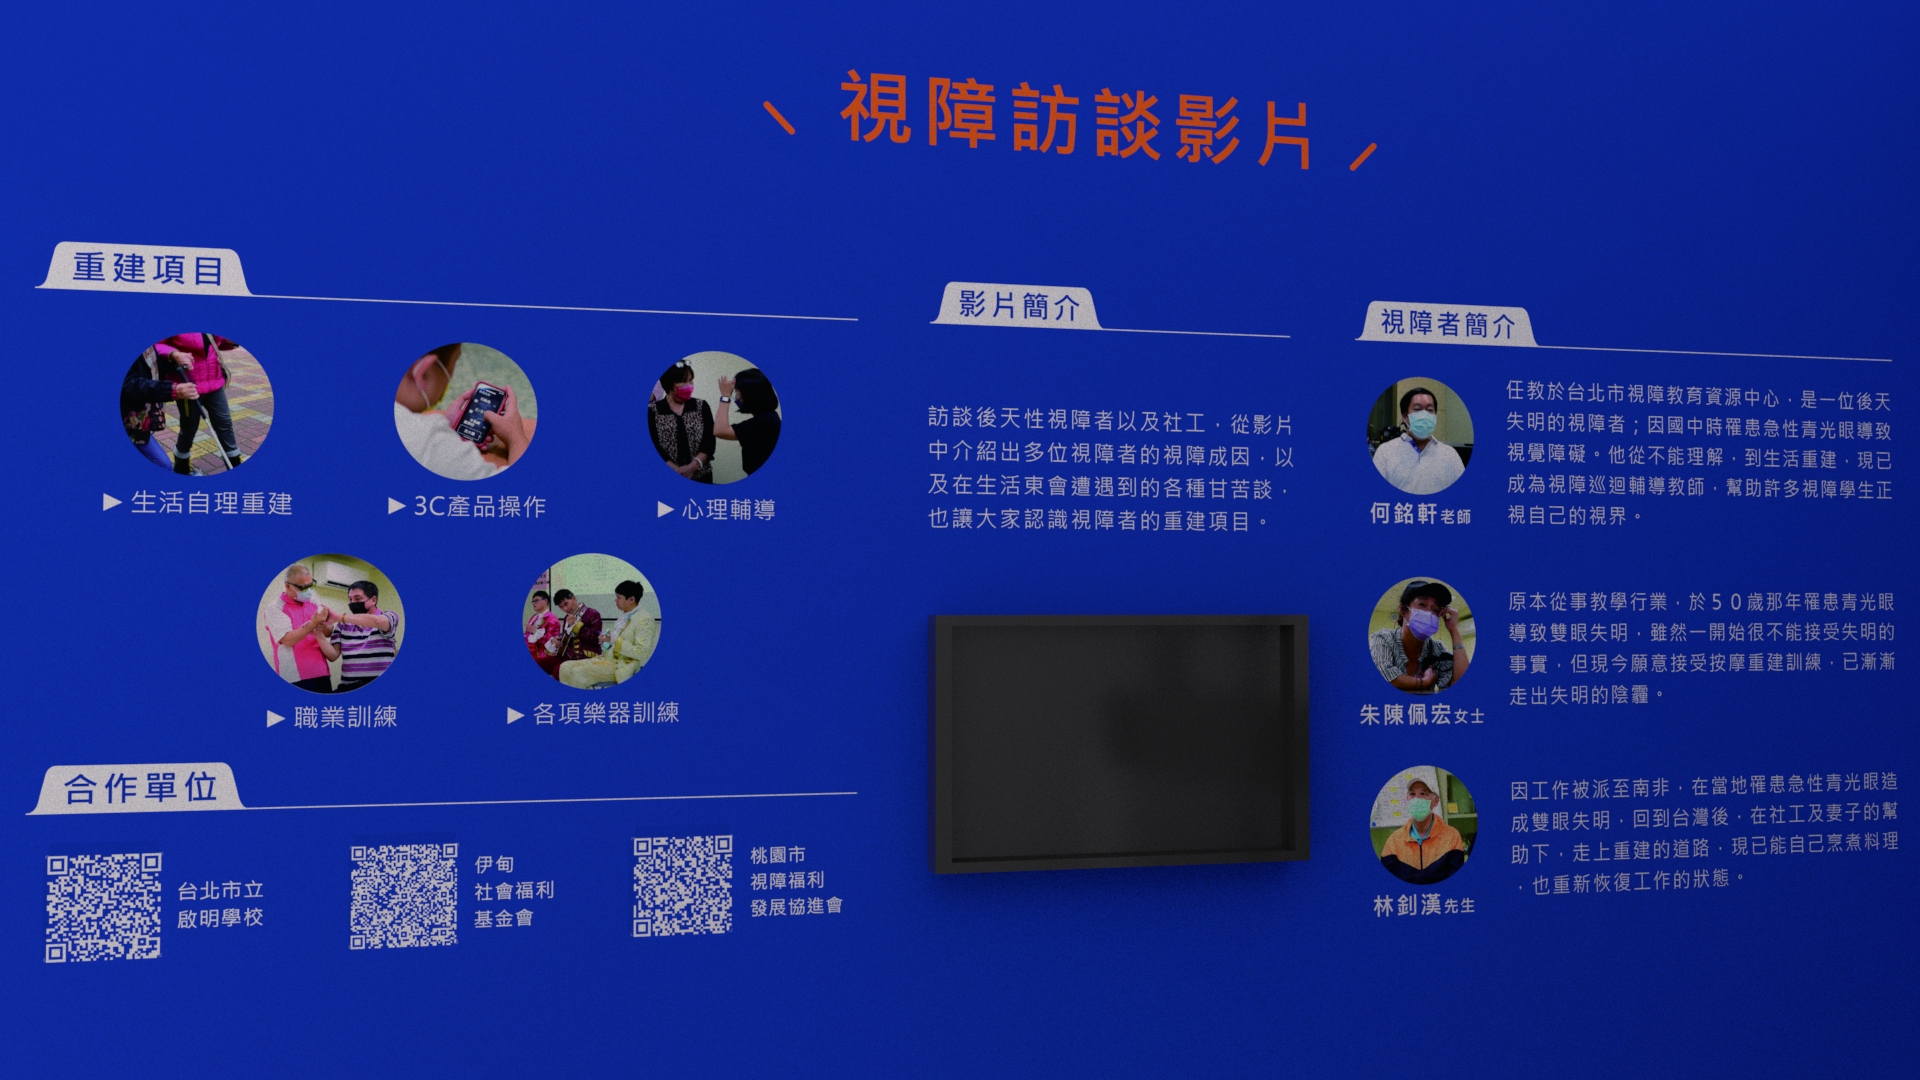 視障訪談影片
重建項目
▶ 生活自理重建
▶ 3C產品操作
▶ 心理輔導
▶ 職業訓練
▶ 各項樂器訓練
合作單位
台北市立
啟明學校
伊甸
社會福利
基金會
桃園市
視障福利
發展協進會
影片簡介
訪談後天性視障者以及社工，從影片
中介紹出多位視障者的視障成因，以
及在生活東會遭遇到的各種甘苦談，
也讓大家認識視障者的重建項目。
視障者簡介
何銘軒老師
任教於台北市視障教育資源中心，是一位後天
失明的視障者；因國中時罹患急性青光眼導致
視覺障礙。他從不能理解，到生活重建，現已
成為視障巡迴輔導教師，幫助許多視障學生正
視自己的視界。
朱陳佩宏女士
原本從事教學行業，於50歲那年罹患青光眼
導致雙眼失明，雖然一開始很不能接受失明的
事實，但現今願意接受按摩重建訓練，已漸漸
走出失明的陰霾。
林釗漢先生
因工作被派至南非，在當地罹患急性青光眼造
成雙眼失明，回到台灣後，在社工及妻子的幫
助下，走上重建的道路，現已能自己烹煮料理
，也重新恢復工作的狀態。